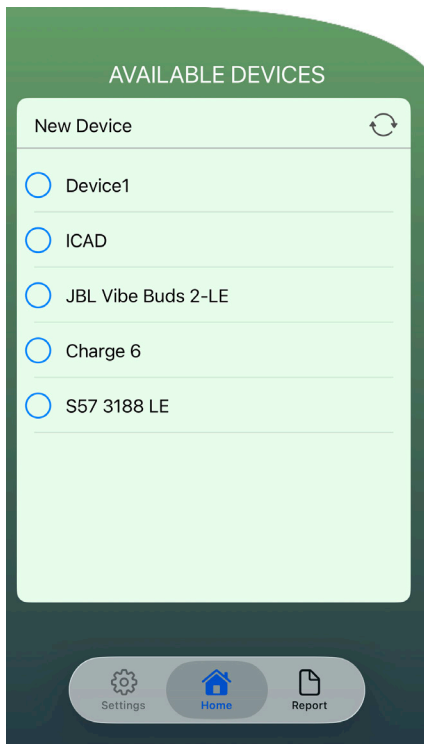 AVAILABLE DEVICES
New Device
Device1
ICAD
JBL Vibe Buds 2-LE
Charge 6
S57 3188 LE
Settings Home Report